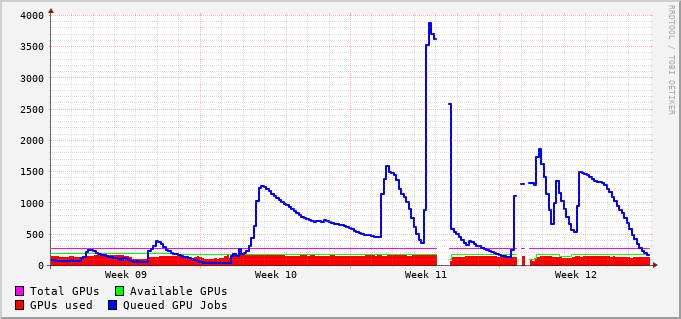 4000
3500
3000
2500
2000
1500
1000
500
0
Week 09 Week 10 Week 11 Week 12
Total GPUs Available GPUs
GPUs used Queued GPU Jobs
RRDTOOL / TOBI OETIKER